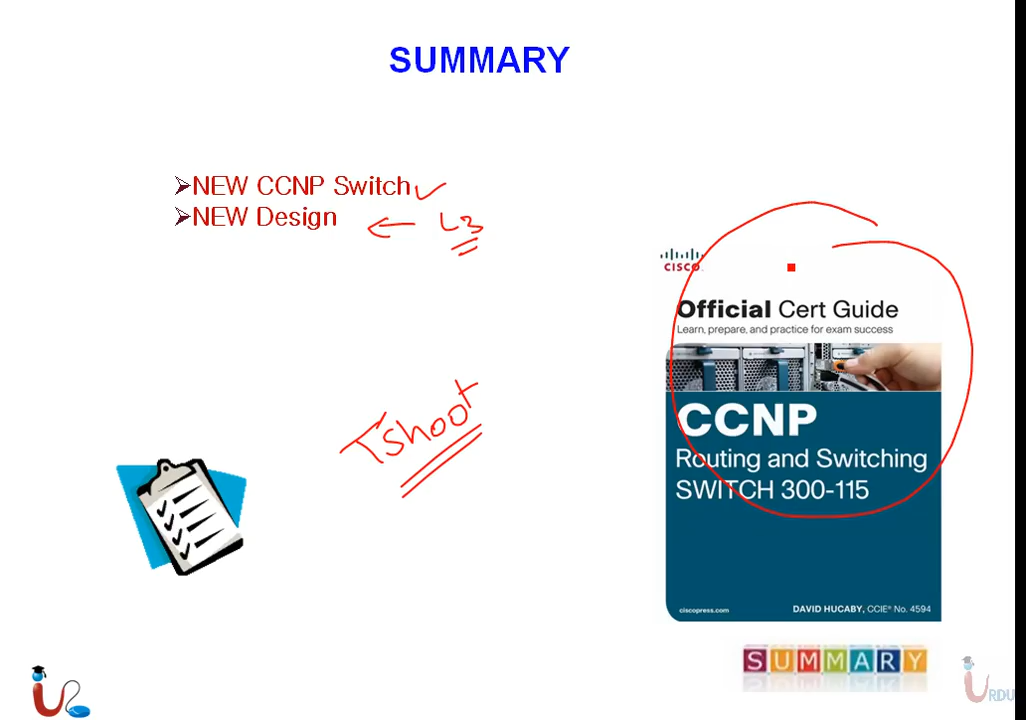 SUMMARY
NEW CCNP Switch
NEW Design
L3
CISCO
Official Cert Guide
Learn, prepare, and practice for exam success
Tshoot
CCNP
Routing and Switching
SWITCH 300-115
ciscopress.com
DAVID HUCABY, CCIE® No. 4594
SUMMARY
URDU